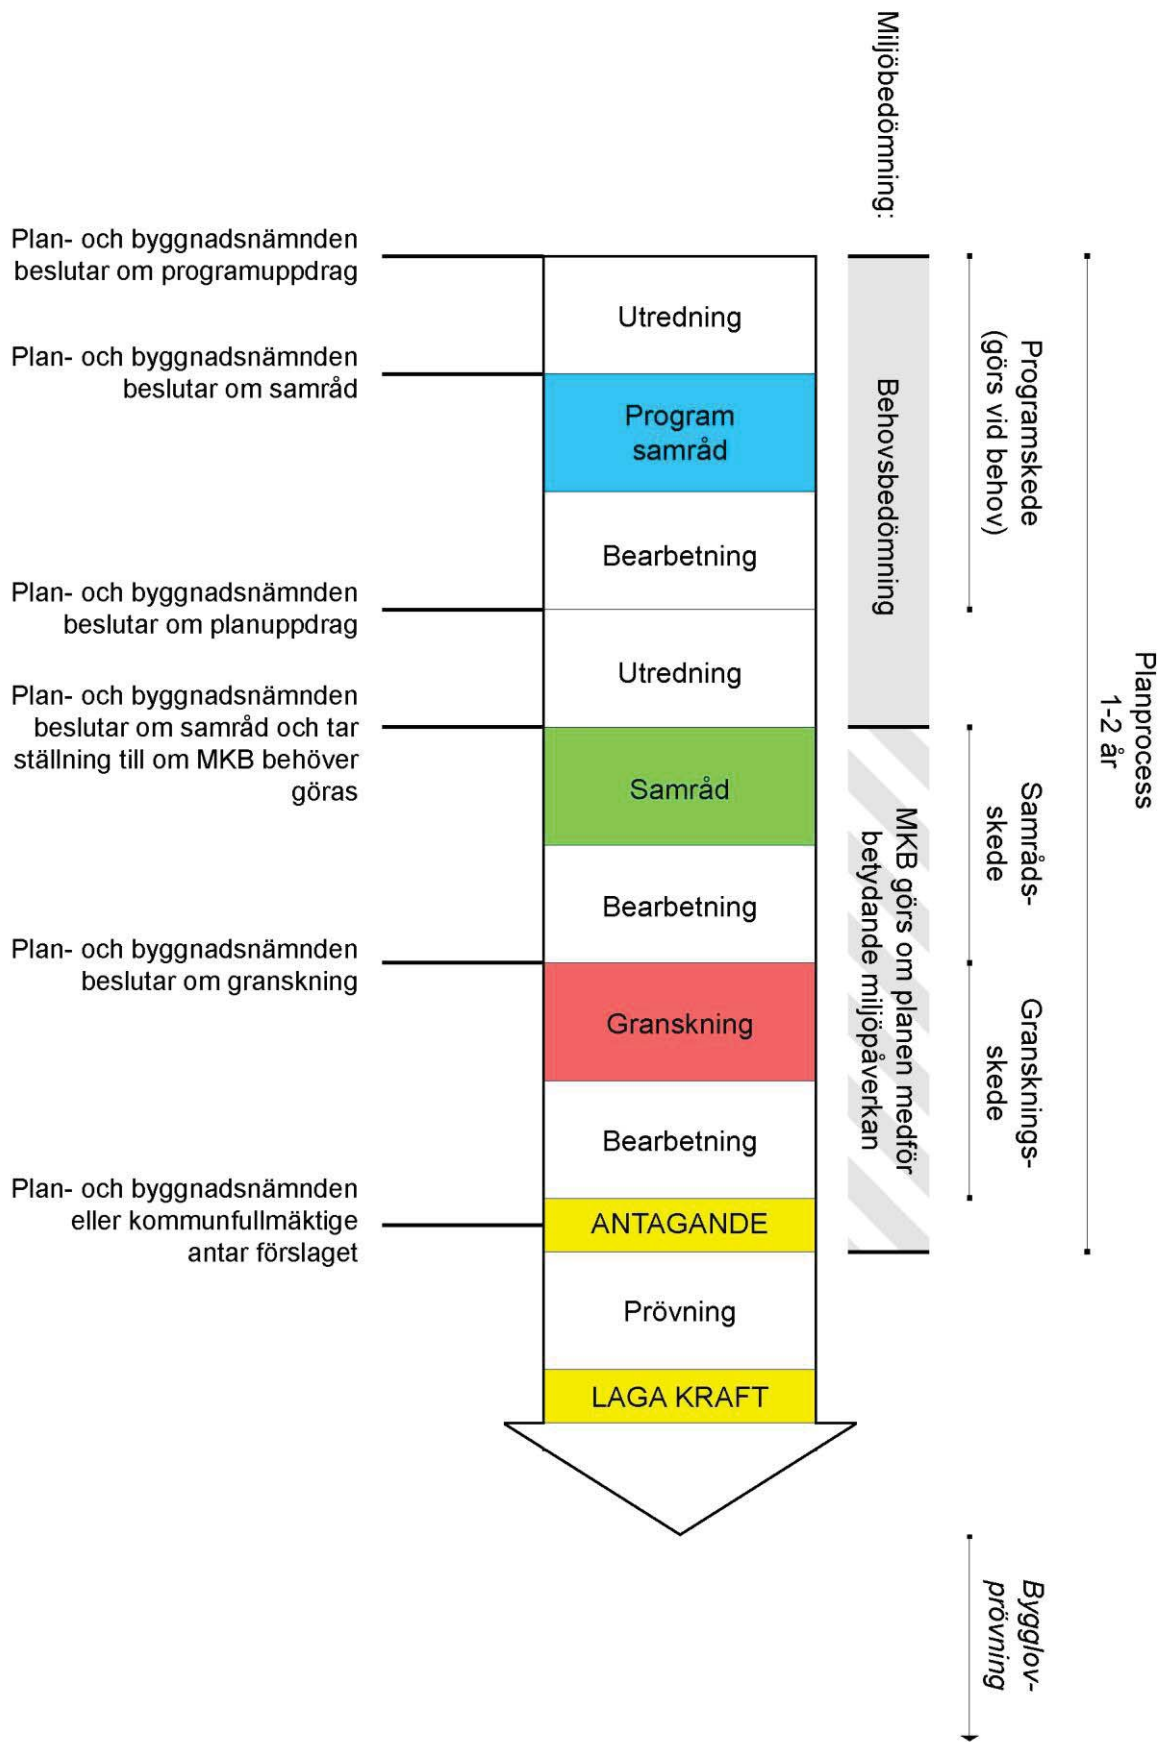 Miljöbedömning:
Plan- och byggnadsnämnden
beslutar om programuppdrag
Plan- och byggnadsnämnden
beslutar om samråd
Plan- och byggnadsnämnden
beslutar om planuppdrag
Plan- och byggnadsnämnden
beslutar om samråd och tar
ställning till om MKB behöver
göras
Plan- och byggnadsnämnden
beslutar om granskning
Plan- och byggnadsnämnden
eller kommunfullmäktige
antar förslaget
Utredning
Program
samråd
Bearbetning
Utredning
Samråd
Bearbetning
Granskning
Bearbetning
ANTAGANDE
Prövning
LAGA KRAFT
Behovsbedömning
MKB görs om planen medför
betydande miljöpåverkan
Programskede
(görs vid behov)
Samråds-
skede
Gransknings-
skede
Bygglov-
prövning
Planprocess
1-2 år